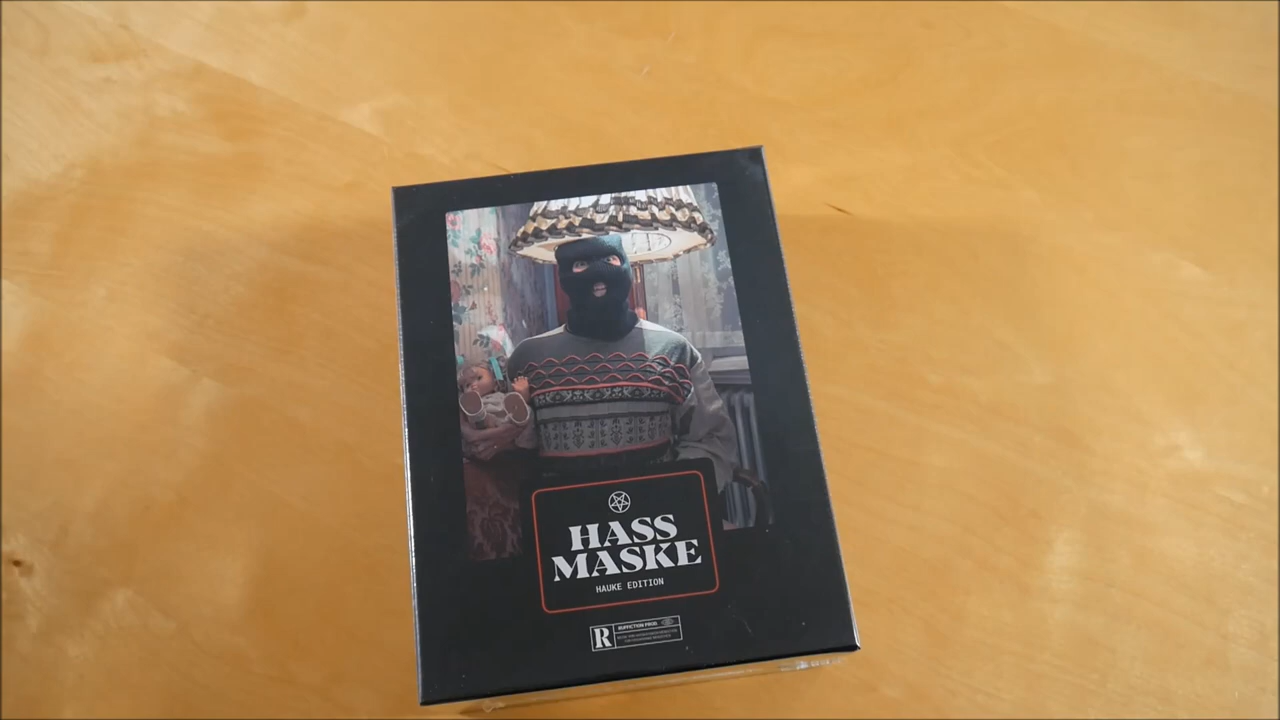 HASS
MASKE
HAUKE EDITION
R
RUFFICTION PROD.